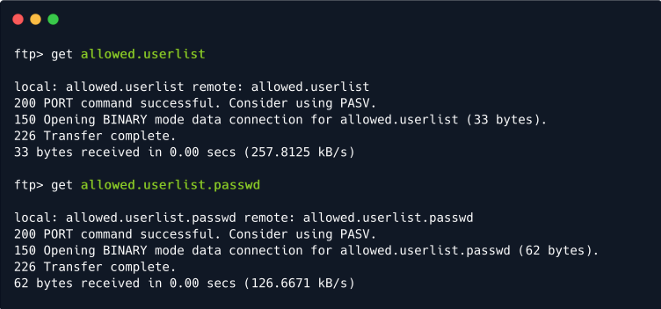 ftp> get allowed.userlist
local: allowed.userlist remote: allowed.userlist
200 PORT command successful. Consider using PASV.
150 Opening BINARY mode data connection for allowed.userlist (33 bytes).
226 Transfer complete.
33 bytes received in 0.00 secs (257.8125 kB/s)
ftp> get allowed.userlist.passwd
local: allowed.userlist.passwd remote: allowed.userlist.passwd
200 PORT command successful. Consider using PASV.
150 Opening BINARY mode data connection for allowed.userlist.passwd (62 bytes).
226 Transfer complete.
62 bytes received in 0.00 secs (126.6671 kB/s)